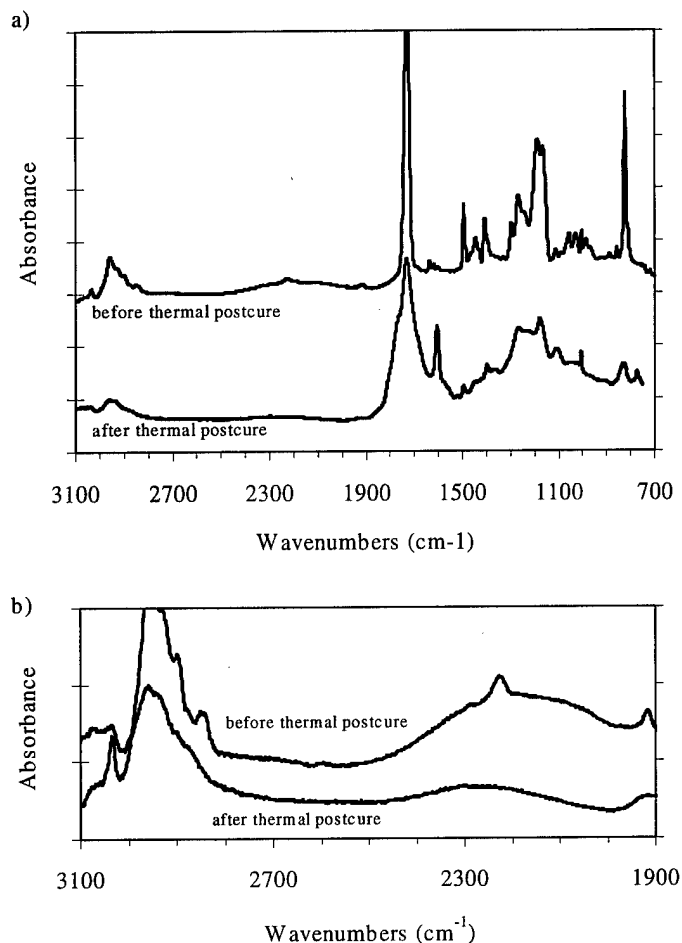 a)
Absorbance
before thermal postcure
after thermal postcure
3100 2700 2300 1900 1500 1100 700
Wavenumbers (cm-1)
b)
Absorbance
before thermal postcure
after thermal postcure
3100 2700 2300 1900
Wavenumbers (cm⁻¹)